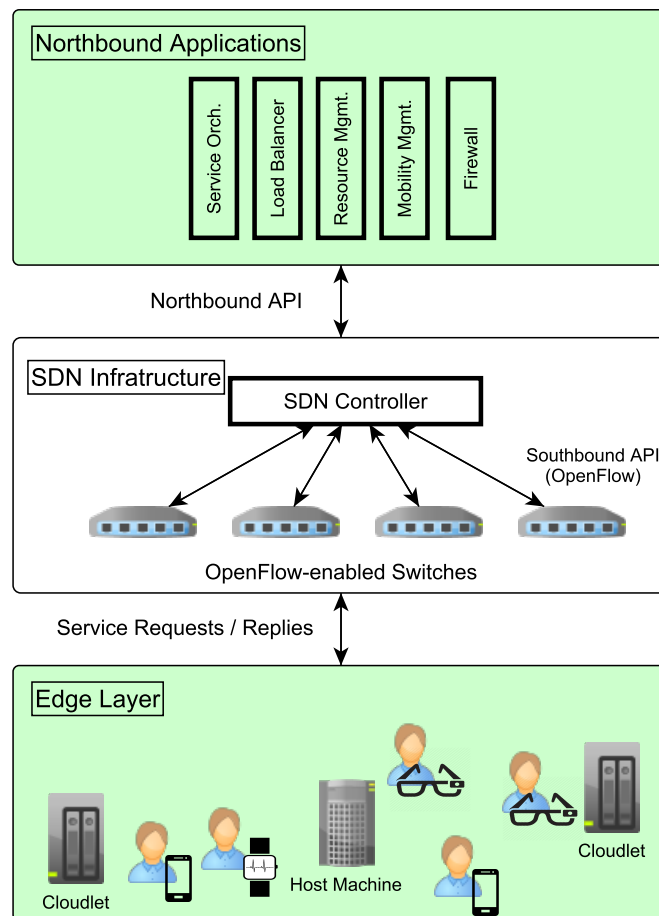 Northbound Applications
Service Orch.
Load Balancer
Resource Mgmt.
Mobility Mgmt.
Firewall
Northbound API
SDN Infratructure
SDN Controller
Southbound API
(OpenFlow)
OpenFlow-enabled Switches
Service Requests / Replies
Edge Layer
Cloudlet
Host Machine
Cloudlet